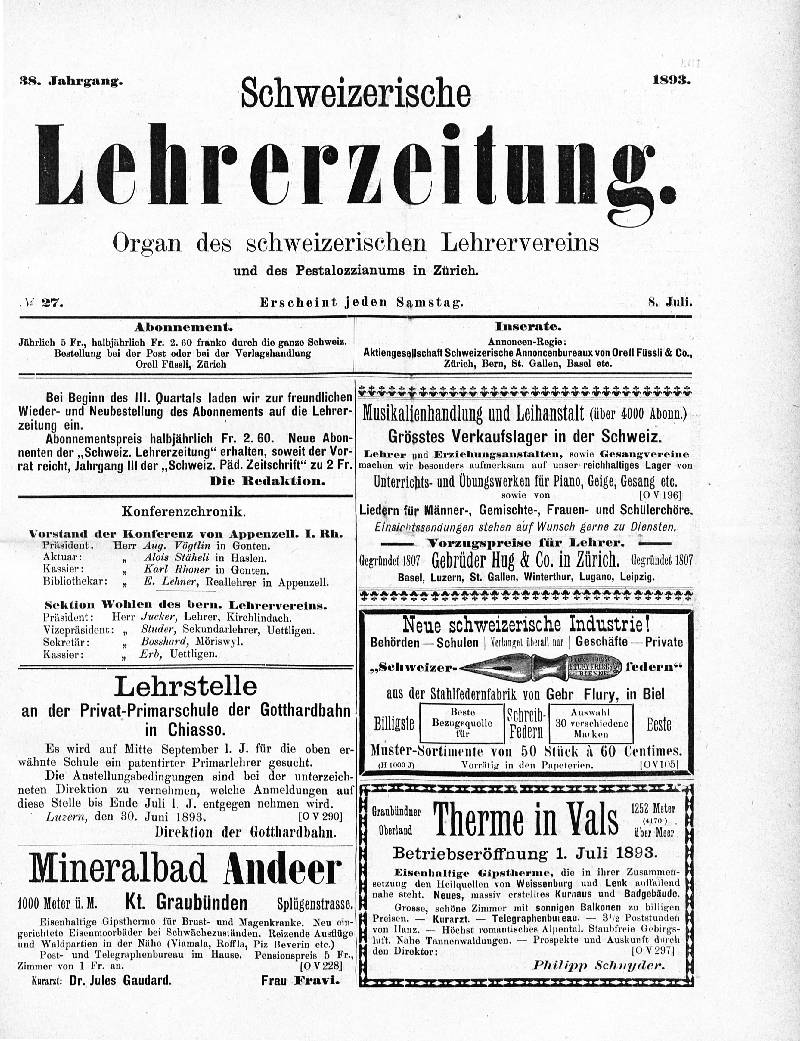 38. Jahrgang.
1893.
Schweizerische
Lehrerzeitung.
Organ des schweizerischen Lehrervereins
und des Pestalozzianums in Zürich.
№ 27.
Erscheint jeden Samstag.
8. Juli.
Abonnement.
Jährlich 5 Fr., halbjährlich Fr. 2. 60 franko durch die ganze Schweiz.
Bestellung bei der Post oder bei der Verlagshandlung
Orell Füssli, Zürich
Inserate.
Annoncen-Regie:
Aktiengesellschaft Schweizerische Annoncenbureaux von Orell Füssli & Co.,
Zürich, Bern, St. Gallen, Basel etc.
Bei Beginn des III. Quartals laden wir zur freundlichen
Wieder- und Neubestellung des Abonnements auf die Lehrer-
zeitung ein.
Abonnementspreis halbjährlich Fr. 2. 60. Neue Abon-
nenten der „Schweiz. Lehrerzeitung“ erhalten, soweit der Vor-
rat reicht, Jahrgang III der „Schweiz. Päd. Zeitschrift“ zu 2 Fr.
Die Redaktion.
Konferenzchronik.
Vorstand der Konferenz von Appenzell. I. Rh.
Präsident: Herr Aug. Vögtlin in Gonten.
Aktuar: „ Alois Stäheli in Haslen.
Kassier: „ Karl Rhoner in Gonten.
Bibliothekar: „ E. Lehner, Reallehrer in Appenzell.
Sektion Wohlen des bern. Lehrervereins.
Präsident: Herr Jucker, Lehrer, Kirchlindach.
Vizepräsident: „ Studer, Sekundarlehrer, Uettligen.
Sekretär: „ Bosshard, Möriswyl.
Kassier: „ Erb, Uettligen.
Lehrstelle
an der Privat-Primarschule der Gotthardbahn
in Chiasso.
Es wird auf Mitte September l. J. für die oben er-
wähnte Schule ein patentirter Primarlehrer gesucht.
Die Anstellungsbedingungen sind bei der unterzeich-
neten Direktion zu vernehmen, welche Anmeldungen auf
diese Stelle bis Ende Juli l. J. entgegen nehmen wird.
Luzern, den 30. Juni 1893. [O V 290]
Direktion der Gotthardbahn.
Mineralbad Andeer
1000 Meter ü. M. Kt. Graubünden Splügenstrasse.
Eisenhaltige Gipstherme für Brust- und Magenkranke. Neu ein-
gerichtete Eisenmoorbäder bei Schwächezuständen. Reizende Ausflüge
und Waldpartien in der Nähe (Viamala, Roffla, Piz Beverin etc.)
Post- und Telegraphenbureau im Hause. Pensionspreis 5 Fr.,
Zimmer von 1 Fr. an. [O V 228]
Kurarzt: Dr. Jules Gaudard. Frau Fravi.
Musikalienhandlung und Leihanstalt (über 4000 Abonn.)
Grösstes Verkaufslager in der Schweiz.
Lehrer und Erziehungsanstalten, sowie Gesangvereine
machen wir besonders aufmerksam auf unser reichhaltiges Lager von
Unterrichts- und Übungswerken für Piano, Geige, Gesang etc.
sowie von [O V 196]
Liedern für Männer-, Gemischte-, Frauen- und Schülerchöre.
Einsichtssendungen stehen auf Wunsch gerne zu Diensten.
Vorzugspreise für Lehrer.
Gegründet 1807 Gebrüder Hug & Co. in Zürich. Gegründet 1807
Basel, Luzern, St. Gallen, Winterthur, Lugano, Leipzig.
Neue schweizerische Industrie!
Behörden — Schulen | Verlangt überall nur | Geschäfte — Private
„Schweizer- federn“
aus der Stahlfedernfabrik von Gebr Flury, in Biel
Billigste Beste Bezugsquelle für Schreib-Federn Auswahl 30 verschiedene Marken Beste
Muster-Sortimente von 50 Stück à 60 Centimes.
(H 1000 J) Vorrätig in den Papeterien. [O V 105]
Graubündner Oberland Therme in Vals 1252 Meter (4170) über Meer
Betriebseröffnung 1. Juli 1893.
Eisenhaltige Gipstherme, die in ihrer Zusammen-
setzung den Heilquellen von Weissenburg und Leuk auffallend
nahe steht. Neues, massiv erstelltes Kurhaus und Badgebäude.
Grosse, schöne Zimmer mit sonnigen Balkonen zu billigen
Preisen. — Kurarzt. — Telegraphenbureau. — 3½ Poststunden
von Ilanz. — Höchst romantisches Alpental. Staubfreie Gebirgs-
luft. Nahe Tannenwaldungen. — Prospekte und Auskunft durch
den Direktor: [O V 297]
Philipp Schnyder.